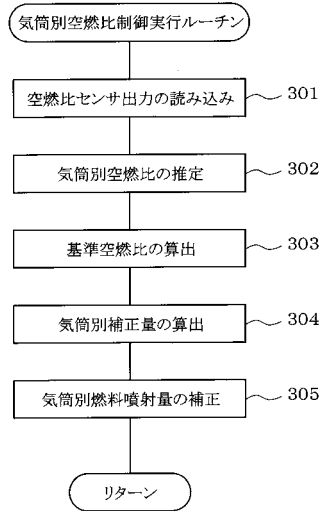 気筒別空燃比制御実行ルーチン
空燃比センサ出力の読み込み
301
気筒別空燃比の推定
302
基準空燃比の算出
303
気筒別補正量の算出
304
気筒別燃料噴射量の補正
305
リターン